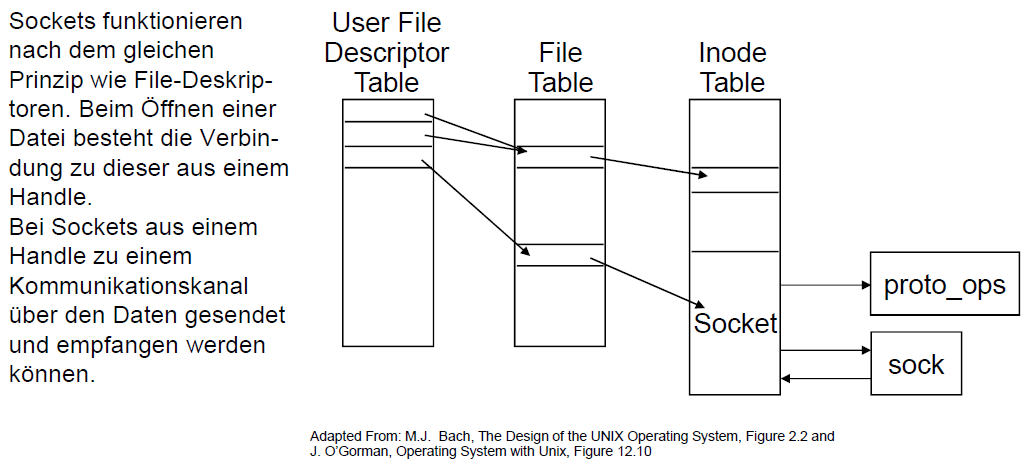 Sockets funktionieren
nach dem gleichen
Prinzip wie File-Deskrip-
toren. Beim Öffnen einer
Datei besteht die Verbin-
dung zu dieser aus einem
Handle.
Bei Sockets aus einem
Handle zu einem
Kommunikationskanal
über den Daten gesendet
und empfangen werden
können.
User File
Descriptor
Table
File
Table
Inode
Table
Socket
proto_ops
sock
Adapted From: M.J. Bach, The Design of the UNIX Operating System, Figure 2.2 and
J. O'Gorman, Operating System with Unix, Figure 12.10